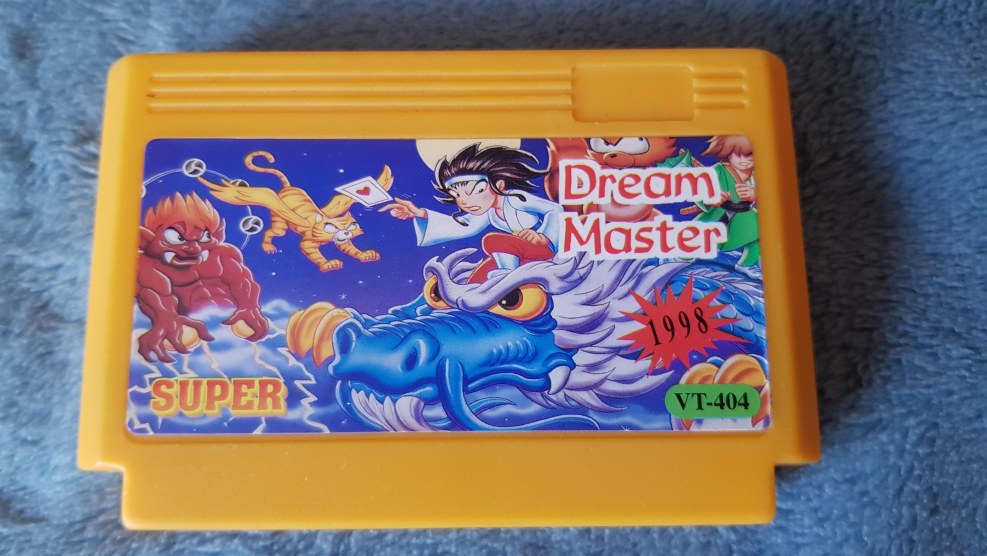 Dream
Master
1998
SUPER
VT-404